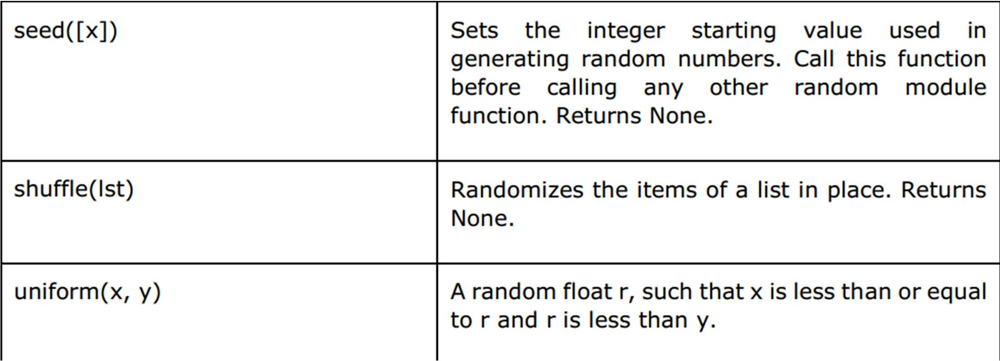 seed([x])
Sets the integer starting value used in
generating random numbers. Call this function
before calling any other random module
function. Returns None.
shuffle(lst)
Randomizes the items of a list in place. Returns
None.
uniform(x, y)
A random float r, such that x is less than or equal
to r and r is less than y.